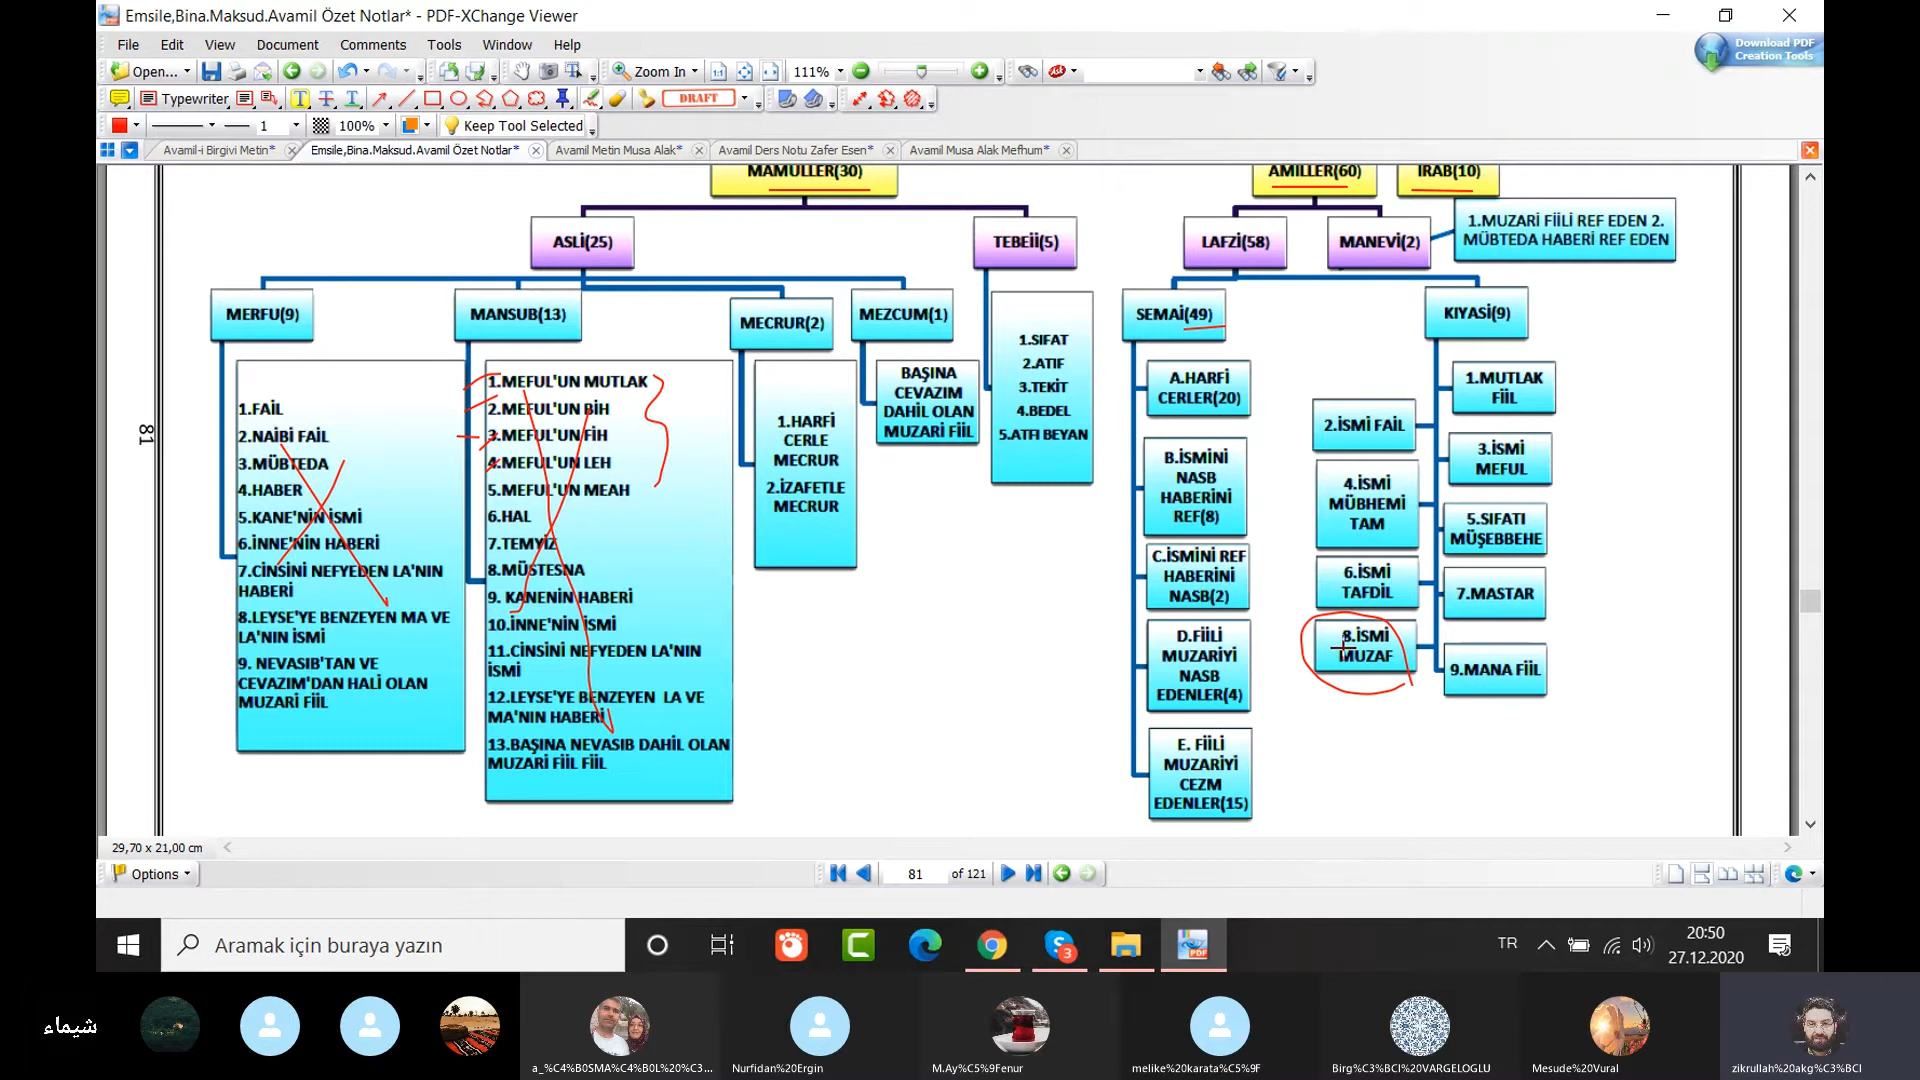 Emsile,Bina.Maksud.Avamil Özet Notlar* - PDF-XChange Viewer
File Edit View Document Comments Tools Window Help
Download PDF
Creation Tools
Open... Zoom In 111%
Typewriter DRAFT
1 100% Keep Tool Selected
Avamil-i Birgivi Metin* Emsile,Bina.Maksud.Avamil Özet Notlar* Avamil Metin Musa Alak* Avamil Ders Notu Zafer Esen* Avamil Musa Alak Mefhum*
MAMULLER(30) AMİLLER(60) İRAB(10)
ASLİ(25) TEBEİİ(5) LAFZİ(58) MANEVİ(2)
1.MUZARİ FİİLİ REF EDEN 2.
MÜBTEDA HABERİ REF EDEN
MERFU(9) MANSUB(13) MECRUR(2) MEZCUM(1) SEMAİ(49) KIYASİ(9)
1.FAİL
2.NAİBİ FAİL
3.MÜBTEDA
4.HABER
5.KANE'NİN İSMİ
6.İNNE'NİN HABERİ
7.CİNSİNİ NEFYEDEN LA'NIN
HABERİ
8.LEYSE'YE BENZEYEN MA VE
LA'NIN İSMİ
9. NEVASIB'TAN VE
CEVAZIM'DAN HALİ OLAN
MUZARİ FİİL
1.MEFUL'UN MUTLAK
2.MEFUL'UN BİH
3.MEFUL'UN FİH
4.MEFUL'UN LEH
5.MEFUL'UN MEAH
6.HAL
7.TEMYİZ
8.MÜSTESNA
9. KANENİN HABERİ
10.İNNE'NİN İSMİ
11.CİNSİNİ NEFYEDEN LA'NIN
İSMİ
12.LEYSE'YE BENZEYEN LA VE
MA'NIN HABERİ
13.BAŞINA NEVASIB DAHİL OLAN
MUZARİ FİİL FİİL
1.HARFİ
CERLE
MECRUR
2.İZAFETLE
MECRUR
BAŞINA
CEVAZIM
DAHİL OLAN
MUZARİ FİİL
1.SIFAT
2.ATIF
3.TEKİT
4.BEDEL
5.ATFI BEYAN
A.HARFİ
CERLER(20)
B.İSMİNİ
NASB
HABERİNİ
REF(8)
C.İSMİNİ REF
HABERİNİ
NASB(2)
D.FİİLİ
MUZARİYİ
NASB
EDENLER(4)
E. FİİLİ
MUZARİYİ
CEZM
EDENLER(15)
1.MUTLAK
FİİL
2.İSMİ FAİL
3.İSMİ
MEFUL
4.İSMİ
MÜBHEMİ
TAM
5.SIFATI
MÜŞEBBEHE
6.İSMİ
TAFDİL
7.MASTAR
8.İSMİ
MUZAF
9.MANA FİİL
81
29,70 x 21,00 cm
Options 81 of 121
Aramak için buraya yazın
3
PDF
TR
20:50
27.12.2020
شيماء
a_%C4%B0SMA%C4%B0L%20%C3...
Nurfidan%20Ergin
M.Ay%C5%9Fenur
melike%20karata%C5%9F
Birg%C3%BCI%20VARGELOGLU
Mesude%20Vural
zikrullah%20akg%C3%BCl